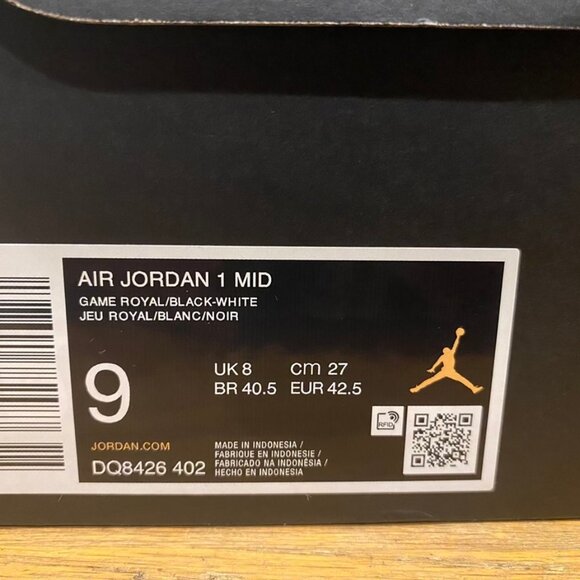 AIR JORDAN 1 MID
GAME ROYAL/BLACK-WHITE
JEU ROYAL/BLANC/NOIR
9
UK 8 cm 27
BR 40.5 EUR 42.5
RFID
JORDAN.COM
DQ8426 402
MADE IN INDONESIA /
FABRIQUE EN INDONESIE /
FABRICADO NA INDONÉSIA /
HECHO EN INDONESIA